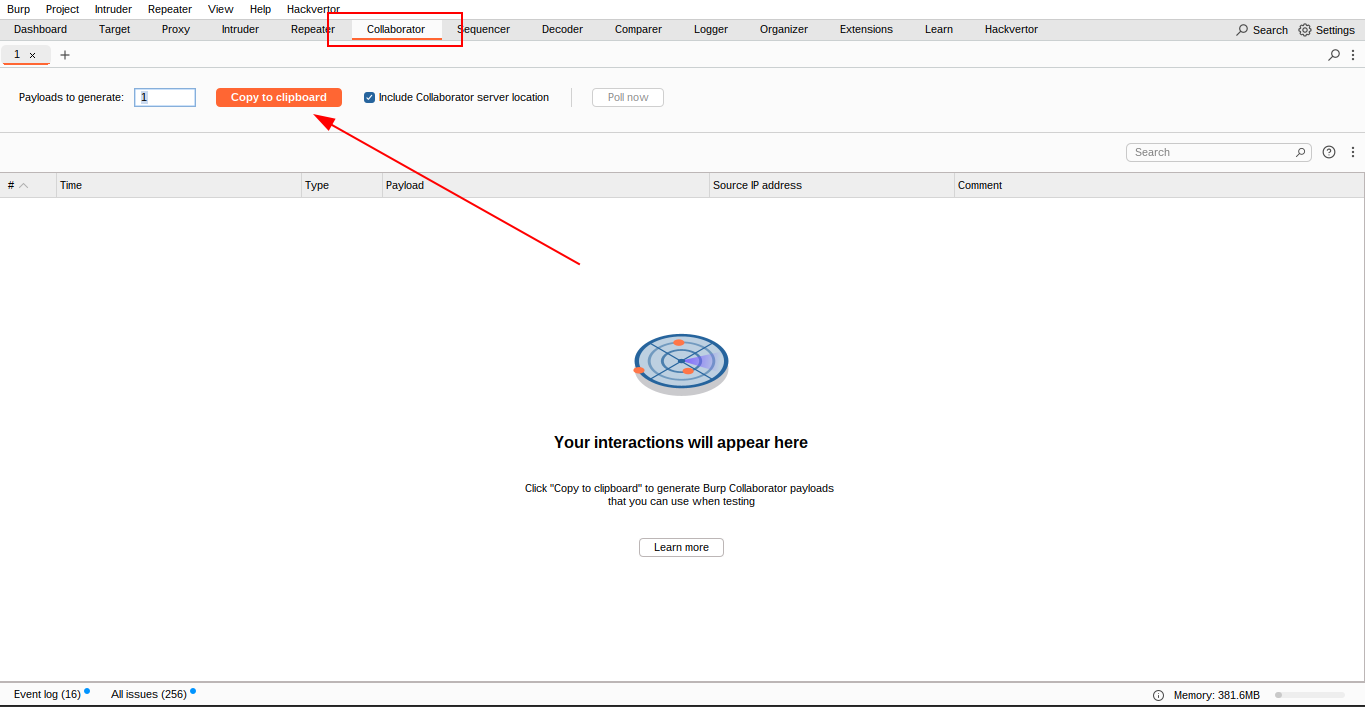 Burp Project Intruder Repeater View Help Hackvertor
Dashboard Target Proxy Intruder Repeater Collaborator Sequencer Decoder Comparer Logger Organizer Extensions Learn Hackvertor Search Settings
1 × +
Payloads to generate: 1 Copy to clipboard Include Collaborator server location Poll now
Search
# Time Type Payload Source IP address Comment
Your interactions will appear here
Click "Copy to clipboard" to generate Burp Collaborator payloads
that you can use when testing
Learn more
Event log (16) All issues (256) Memory: 381.6MB